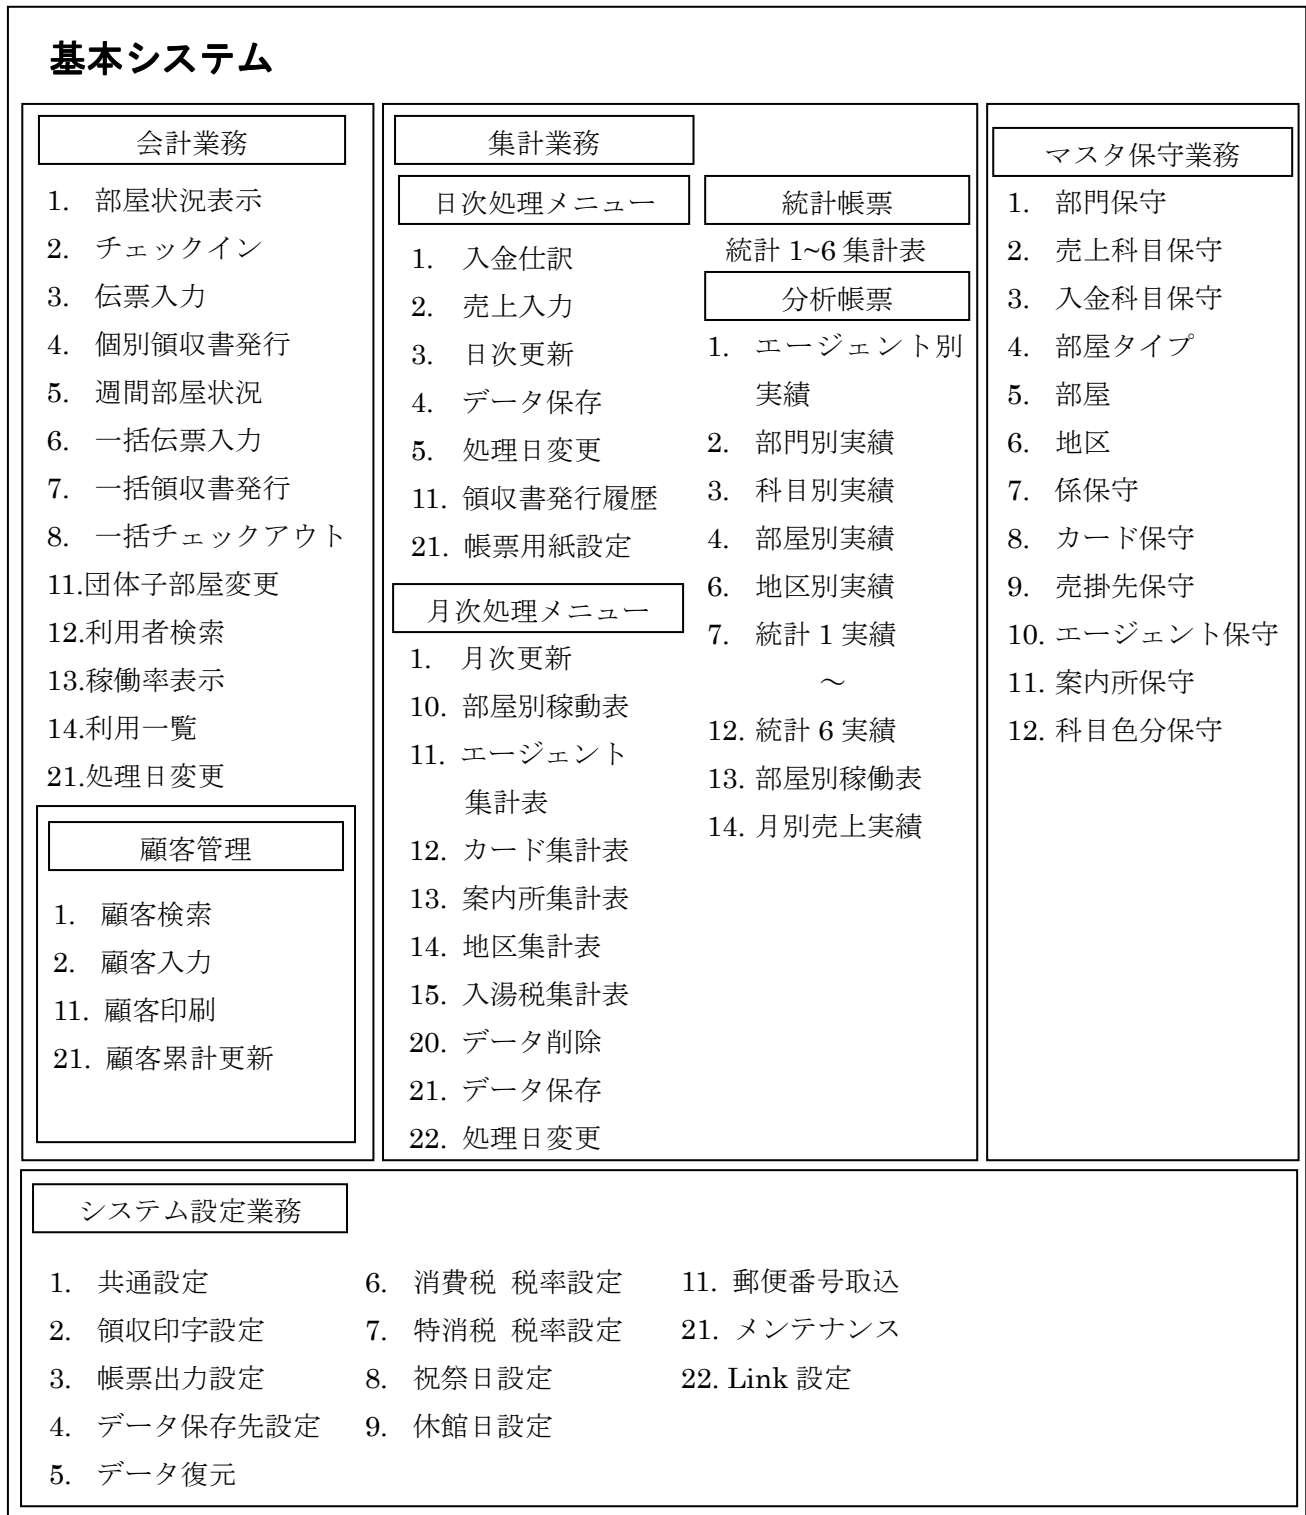 基本システム
会計業務
1. 部屋状況表示
2. チェックイン
3. 伝票入力
4. 個別領収書発行
5. 週間部屋状況
6. 一括伝票入力
7. 一括領収書発行
8. 一括チェックアウト
11.団体子部屋変更
12.利用者検索
13.稼働率表示
14.利用一覧
21.処理日変更
顧客管理
1. 顧客検索
2. 顧客入力
11. 顧客印刷
21. 顧客累計更新
集計業務
日次処理メニュー
1. 入金仕訳
2. 売上入力
3. 日次更新
4. データ保存
5. 処理日変更
11. 領収書発行履歴
21. 帳票用紙設定
月次処理メニュー
1. 月次更新
10. 部屋別稼動表
11. エージェント
集計表
12. カード集計表
13. 案内所集計表
14. 地区集計表
15. 入湯税集計表
20. データ削除
21. データ保存
22. 処理日変更
統計帳票
統計 1~6 集計表
分析帳票
1. エージェント別
実績
2. 部門別実績
3. 科目別実績
4. 部屋別実績
6. 地区別実績
7. 統計 1 実績
～
12. 統計 6 実績
13. 部屋別稼働表
14. 月別売上実績
マスタ保守業務
1. 部門保守
2. 売上科目保守
3. 入金科目保守
4. 部屋タイプ
5. 部屋
6. 地区
7. 係保守
8. カード保守
9. 売掛先保守
10. エージェント保守
11. 案内所保守
12. 科目色分保守
システム設定業務
1. 共通設定
2. 領収印字設定
3. 帳票出力設定
4. データ保存先設定
5. データ復元
6. 消費税 税率設定
7. 特消税 税率設定
8. 祝祭日設定
9. 休館日設定
11. 郵便番号取込
21. メンテナンス
22. Link 設定